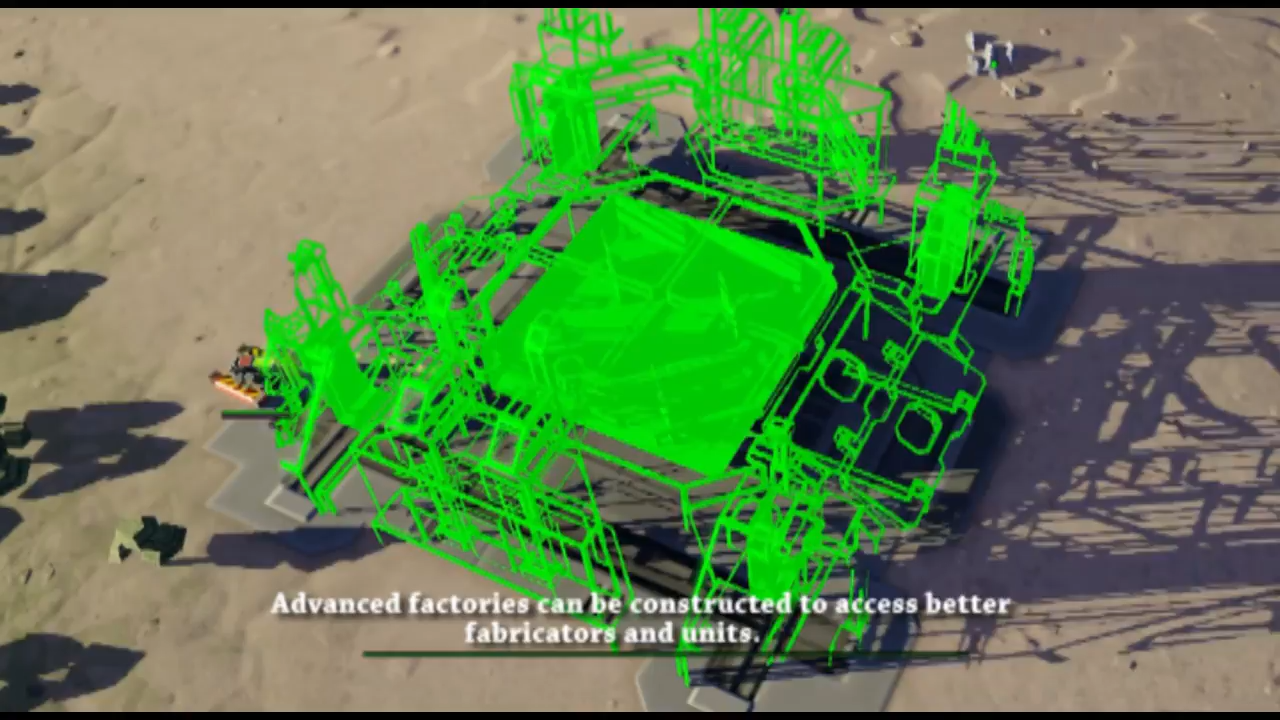 Advanced factories can be constructed to access better
fabricators and units.